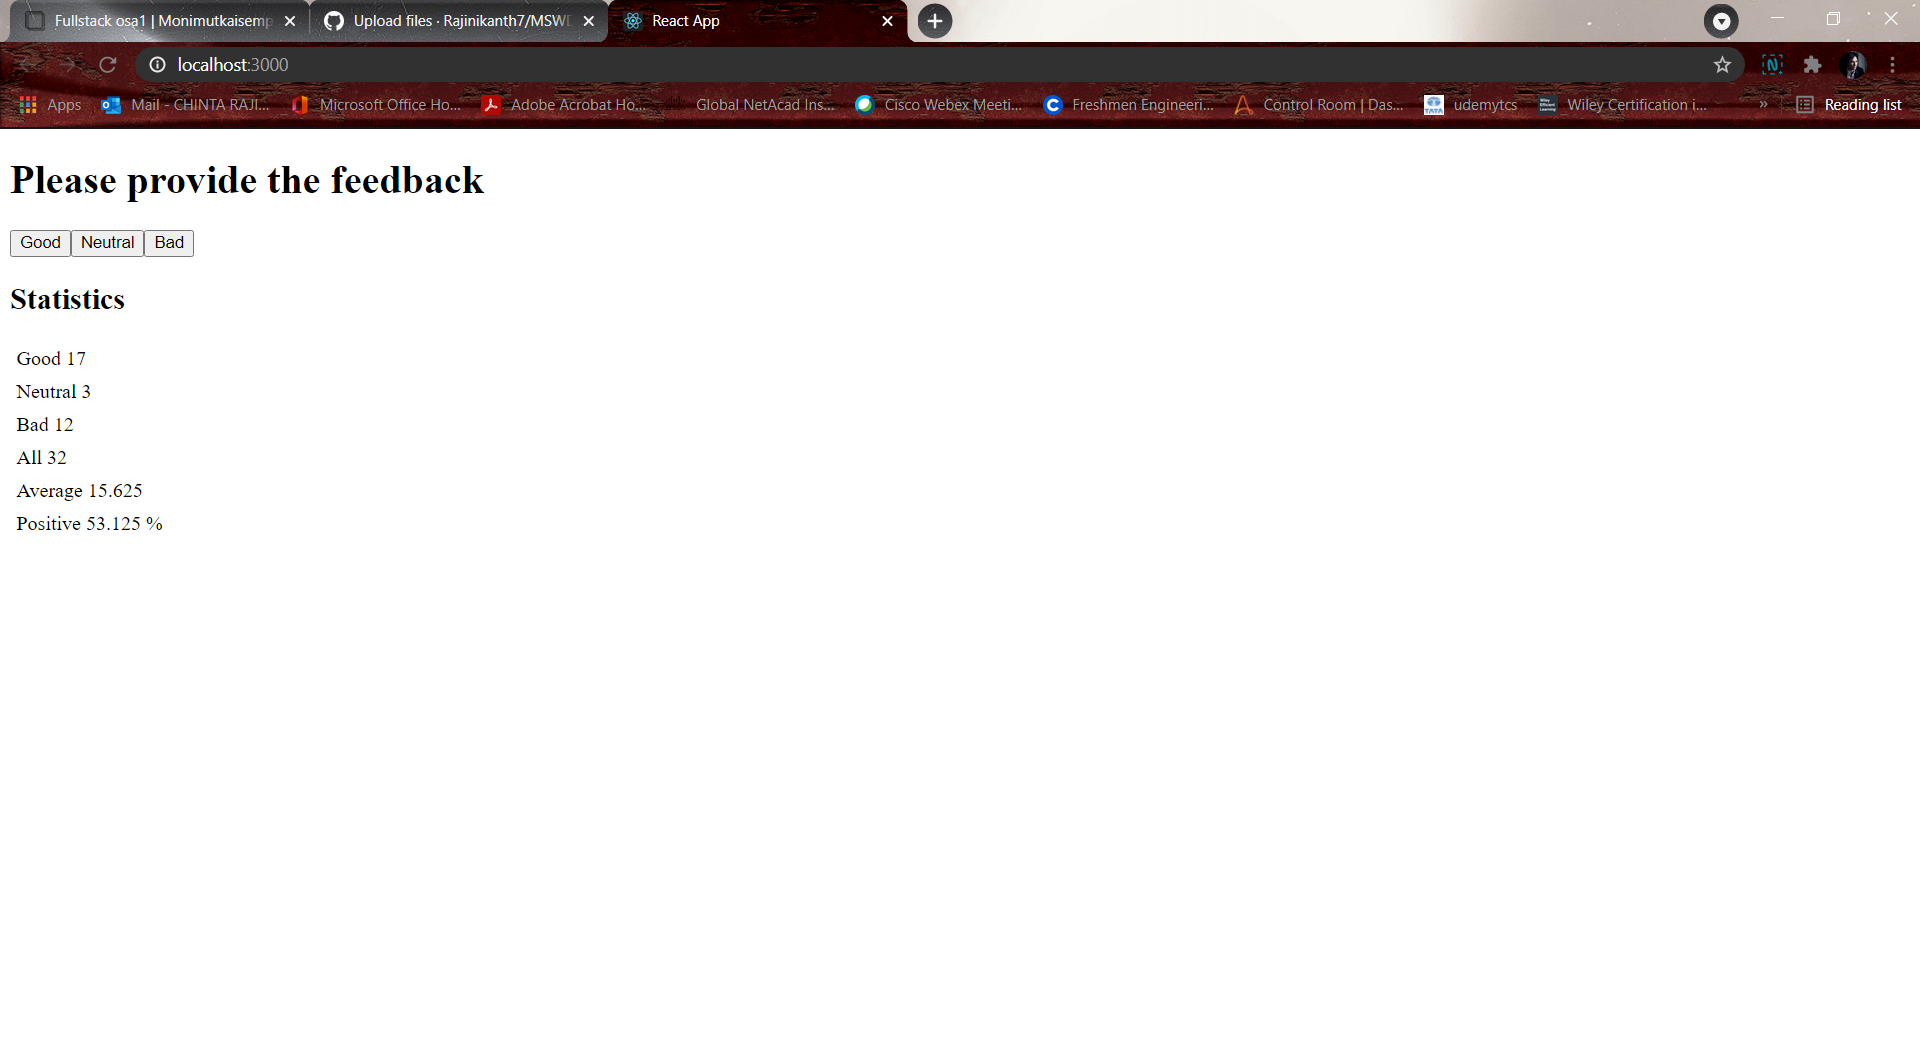 Fullstack osa1 | Monimutkaisemp
Upload files · Rajinikanth7/MSWD
React App
localhost:3000
Apps
Mail - CHINTA RAJI...
Microsoft Office Ho...
Adobe Acrobat Ho...
Global NetAcad Ins...
Cisco Webex Meeti...
Freshmen Engineeri...
Control Room | Das...
TATA
udemytcs
Wiley Certification i...
»
Reading list
Please provide the feedback
Good Neutral Bad
Statistics
Good 17
Neutral 3
Bad 12
All 32
Average 15.625
Positive 53.125 %